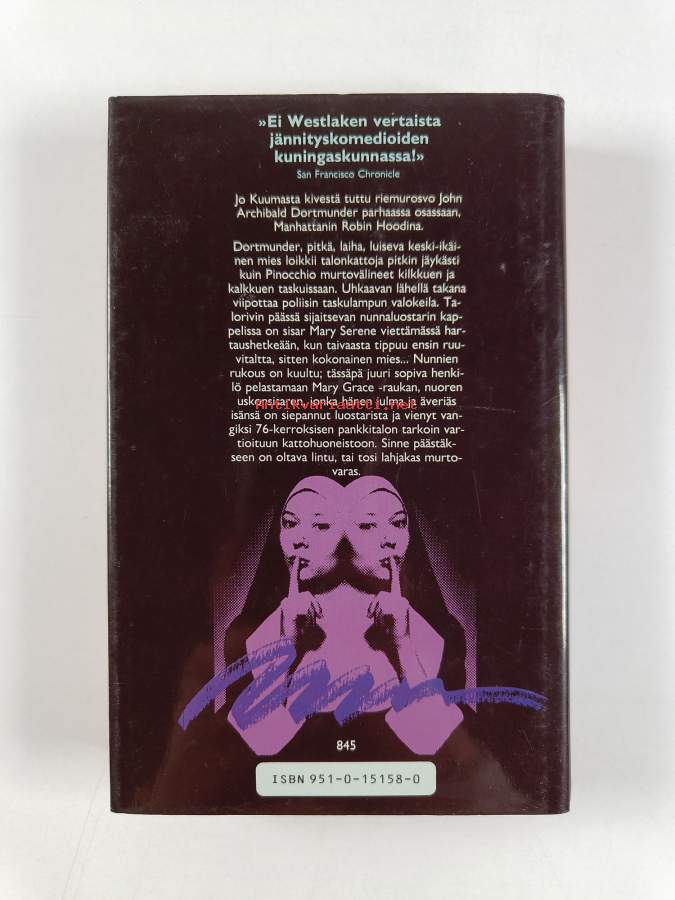 »Ei Westlaken vertaista
jännityskomedioiden
kuningaskunnassa!»
San Francisco Chronicle
Jo Kuumasta kivestä tuttu riemurosvo John
Archibald Dortmunder parhaassa osassaan,
Manhattanin Robin Hoodina.
Dortmunder, pitkä, laiha, luiseva keski-ikäi-
nen mies loikkii talonkattoja pitkin jäykästi
kuin Pinocchio murtovälineet kilkkuen ja
kalkkuen taskuissaan. Uhkaavan lähellä takana
viipottaa poliisin taskulampun valokeila. Ta-
lorivin päässä sijaitsevan nunnaluostarin kap-
pelissa on sisar Mary Serene viettämässä har-
taushetkeään, kun taivaasta tippuu ensin ruu-
vitaltta, sitten kokonainen mies... Nunnien
rukous on kuultu; tässäpä juuri sopiva henki-
lö pelastamaan Mary Grace -raukan, nuoren
uskonsitaren, jonka hänen julma ja äveriäs
Antikvariaatti.net
isänsä on siepannut luostarista ja vienyt van-
giksi 76-kerroksisen pankkitalon tarkoin var-
tioituun kattohuoneistoon. Sinne päästäk-
seen on oltava lintu, tai tosi lahjakas murto-
varas.
845
ISBN 951-0-15158-0